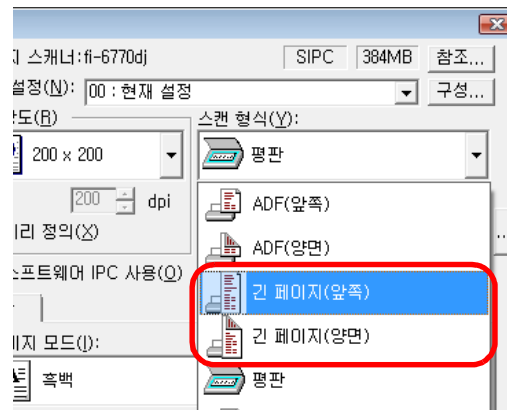 지 스캐너:fi-6770dj SIPC 384MB 참조...
설정(N): 00 : 현재 설정 구성...
도(R) 스캔 형식(Y):
200 x 200 평판
200 dpi ADF(앞쪽)
리 정의(X) ADF(양면)
소프트웨어 IPC 사용(O) 긴 페이지(앞쪽)
지 모드(I): 긴 페이지(양면)
흑백 평판